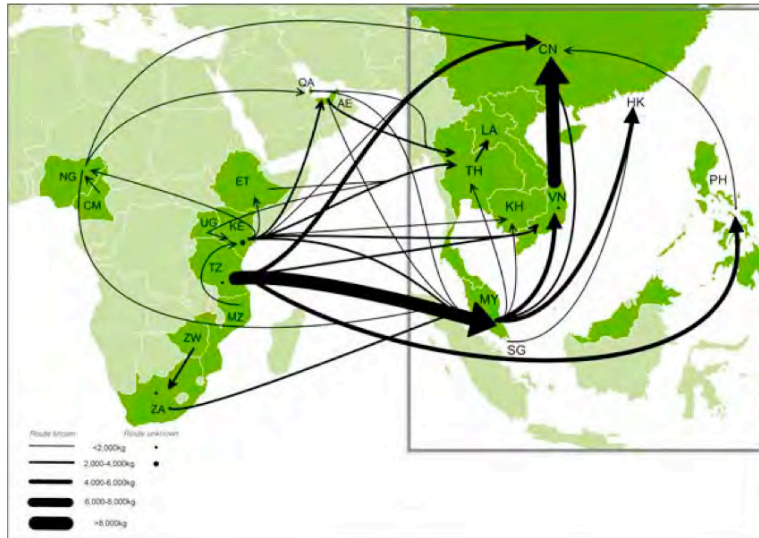 CN
QA
AE
HK
LA
NG
ET
TH
CM
KH
VN
PH
UG
KE
TZ
MY
MZ
ZW
SG
ZA
Route known
Route unknown
<2,000kg
2,000-4,000kg
4,000-6,000kg
6,000-8,000kg
>8,000kg